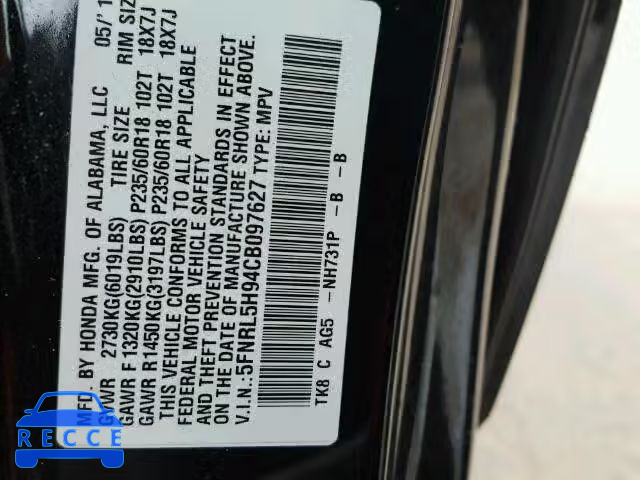 MFD. BY HONDA MFG. OF ALABAMA, LLC 05/1
GVWR 2730KG(6019LBS) TIRE SIZE RIM SIZ
GAWR F 1320KG(2910LBS) P235/60R18 102T 18X7J
GAWR R1450KG(3197LBS) P235/60R18 102T 18X7J
THIS VEHICLE CONFORMS TO ALL APPLICABLE
FEDERAL MOTOR VEHICLE SAFETY
AND THEFT PREVENTION STANDARDS IN EFFECT
ON THE DATE OF MANUFACTURE SHOWN ABOVE.
V.I.N.: 5FNRL5H94CB097627 TYPE: MPV
TK8 C AG5 -NH731P -B -B